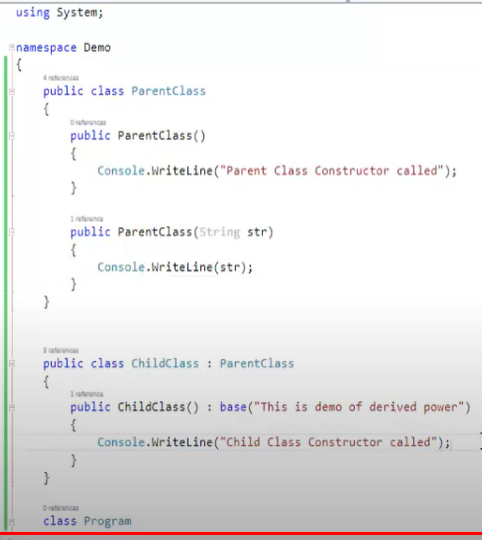 using System;
namespace Demo
{
4 references
public class ParentClass
{
0 references
public ParentClass()
{
Console.WriteLine("Parent Class Constructor called");
}
1 reference
public ParentClass(String str)
{
Console.WriteLine(str);
}
}
3 references
public class ChildClass : ParentClass
{
1 reference
public ChildClass() : base("This is demo of derived power")
{
Console.WriteLine("Child Class Constructor called");
}
}
0 references
class Program